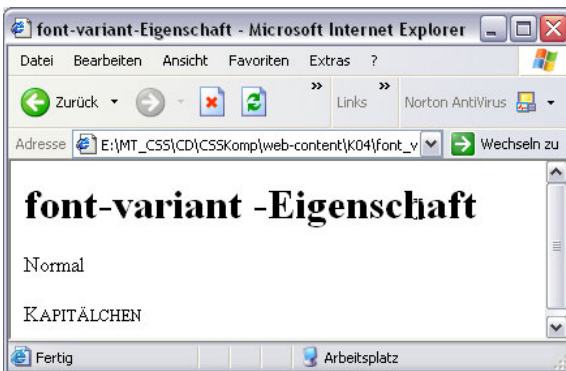 font-variant-Eigenschaft - Microsoft Internet Explorer
Datei Bearbeiten Ansicht Favoriten Extras ?
Zurück » Links » Norton AntiVirus
Adresse E:\MT_CSS\CD\CSSKomp\web-content\K04\font_v Wechseln zu
font-variant -Eigenschaft
Normal
KAPITÄLCHEN
Fertig Arbeitsplatz